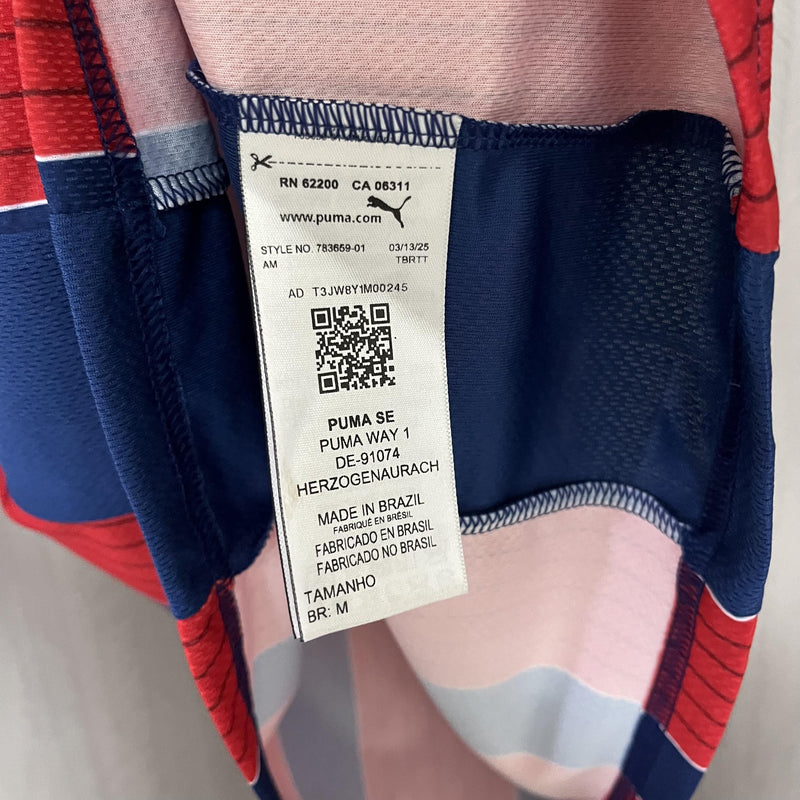 RN 62200 CA 06311
www.puma.com
STYLE NO. 783659-01 03/13/25
AM TBRTT
AD T3JW8Y1M00245
PUMA SE
PUMA WAY 1
DE-91074
HERZOGENAURACH
MADE IN BRAZIL
FABRIQUÉ EN BRÉSIL
FABRICADO EN BRASIL
FABRICADO NO BRASIL
TAMANHO
BR: M